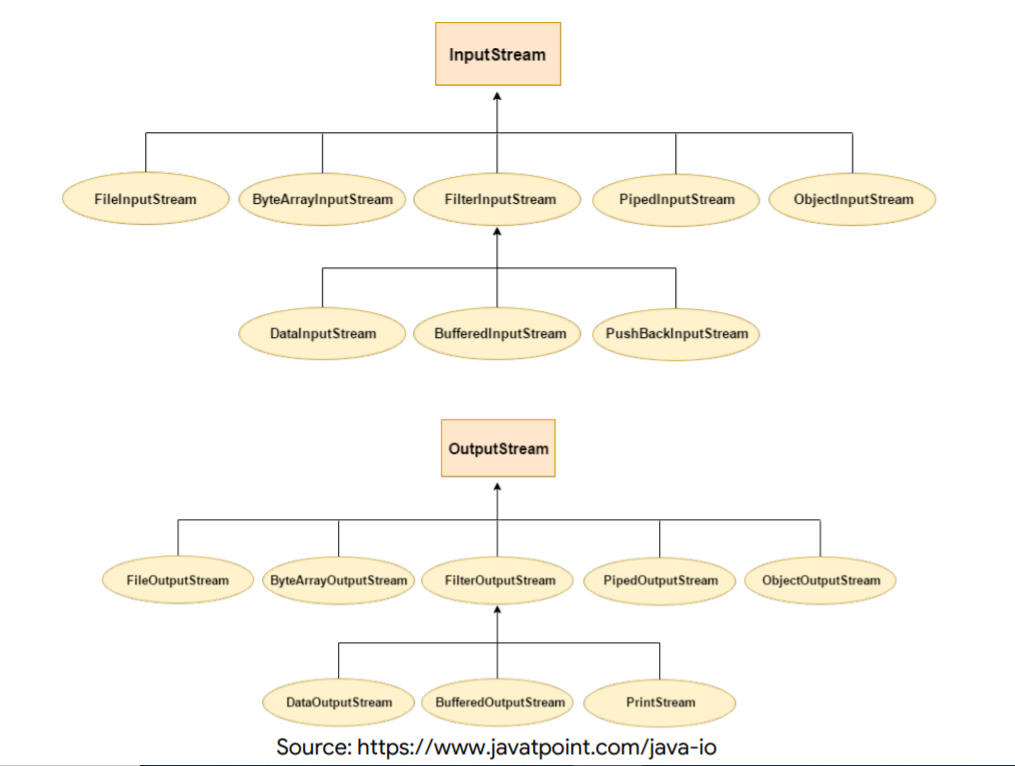 InputStream
FileInputStream ByteArrayInputStream FilterInputStream PipedInputStream ObjectInputStream
DataInputStream BufferedInputStream PushBackInputStream
OutputStream
FileOutputStream ByteArrayOutputStream FilterOutputStream PipedOutputStream ObjectOutputStream
DataOutputStream BufferedOutputStream PrintStream
Source: https://www.javatpoint.com/java-io